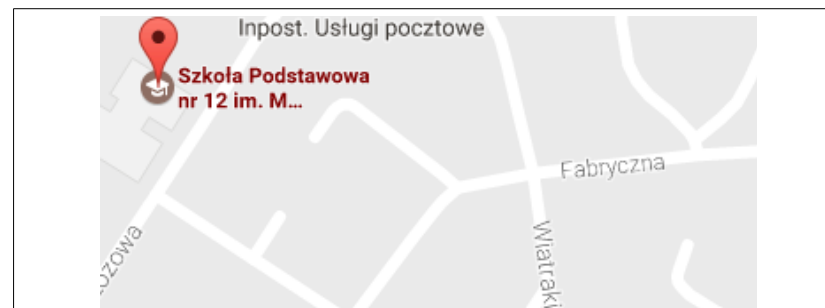 Inpost. Usługi pocztowe
Szkoła Podstawowa
nr 12 im. M...
Fabryczna
Wiatraki